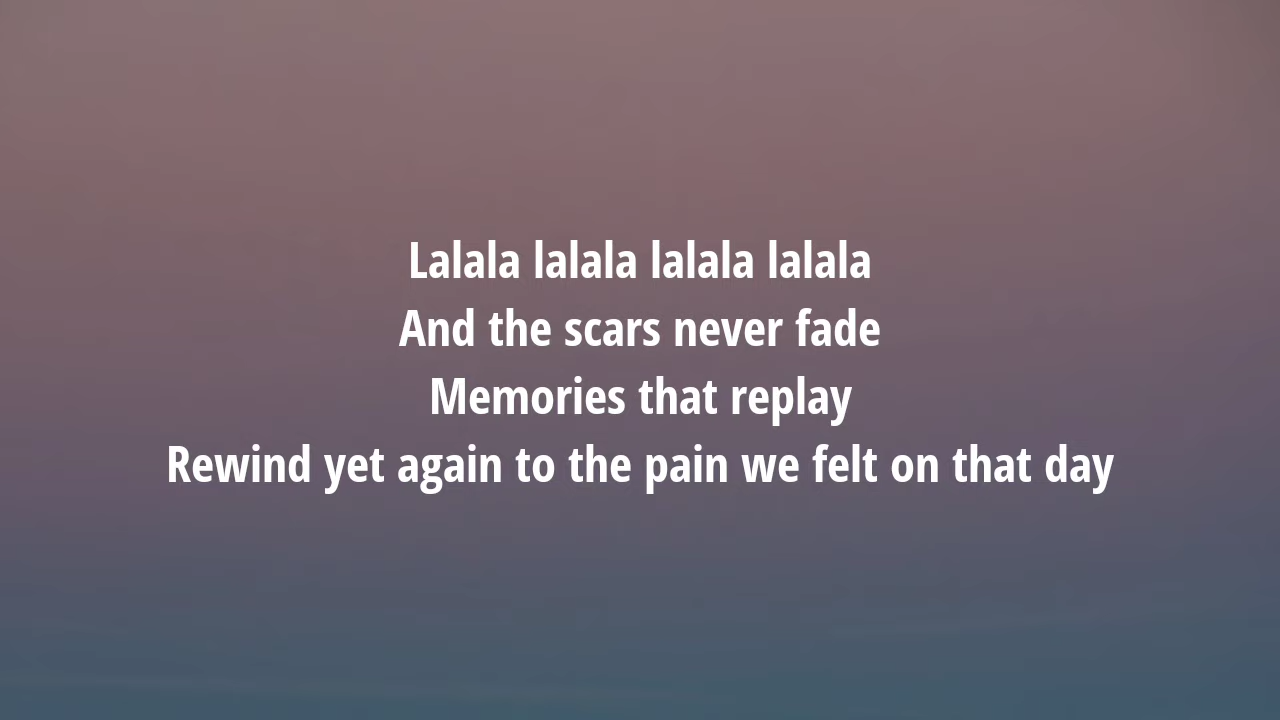 Lalala lalala lalala lalala
And the scars never fade
Memories that replay
Rewind yet again to the pain we felt on that day